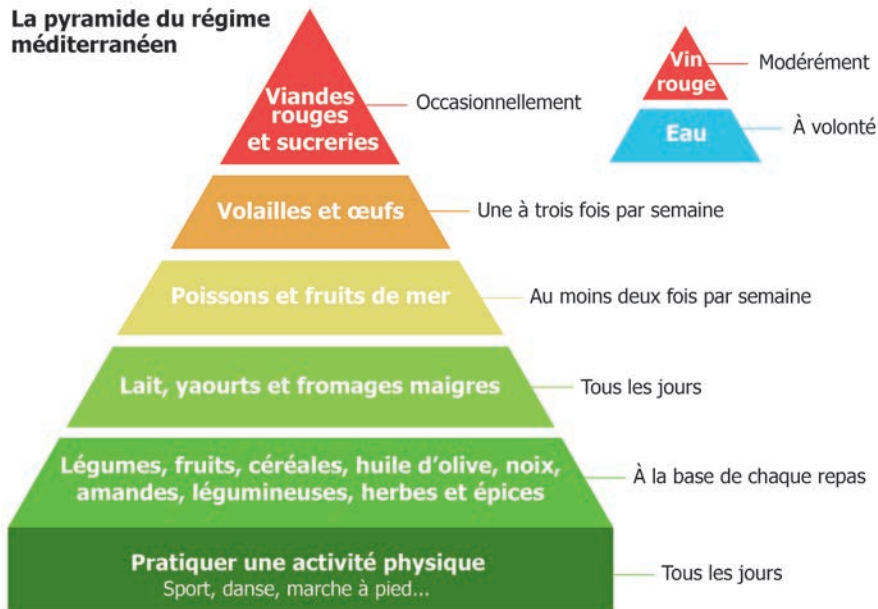 La pyramide du régime
méditerranéen
Viandes
rouges
et sucreries
Occasionnellement
Vin
rouge
Modérément
Eau
À volonté
Volailles et œufs
Une à trois fois par semaine
Poissons et fruits de mer
Au moins deux fois par semaine
Lait, yaourts et fromages maigres
Tous les jours
Légumes, fruits, céréales, huile d'olive, noix,
amandes, légumineuses, herbes et épices
À la base de chaque repas
Pratiquer une activité physique
Sport, danse, marche à pied...
Tous les jours